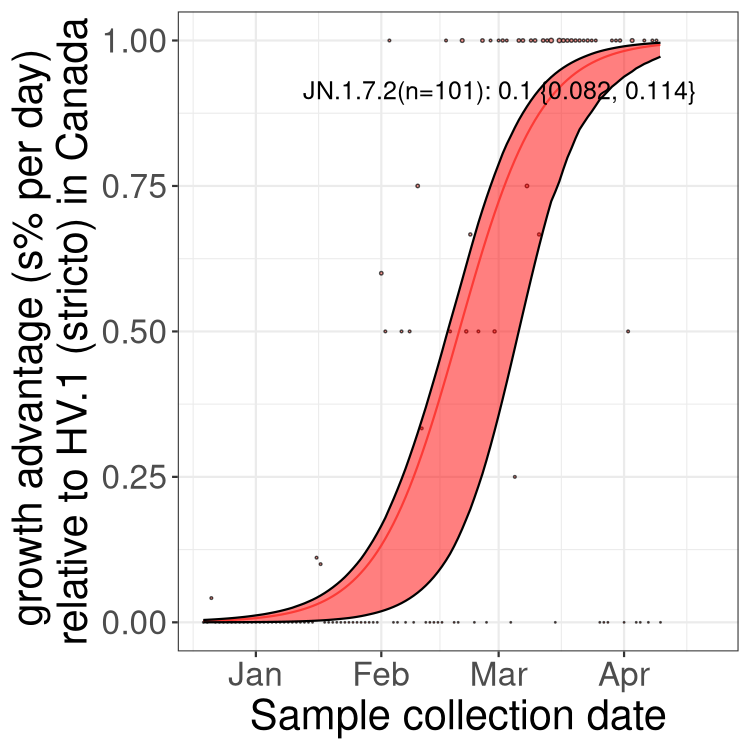 growth advantage (s% per day)
relative to HV.1 (stricto) in Canada
1.00
0.75
0.50
0.25
0.00
JN.1.7.2(n=101): 0.1 {0.082, 0.114}
Jan Feb Mar Apr
Sample collection date